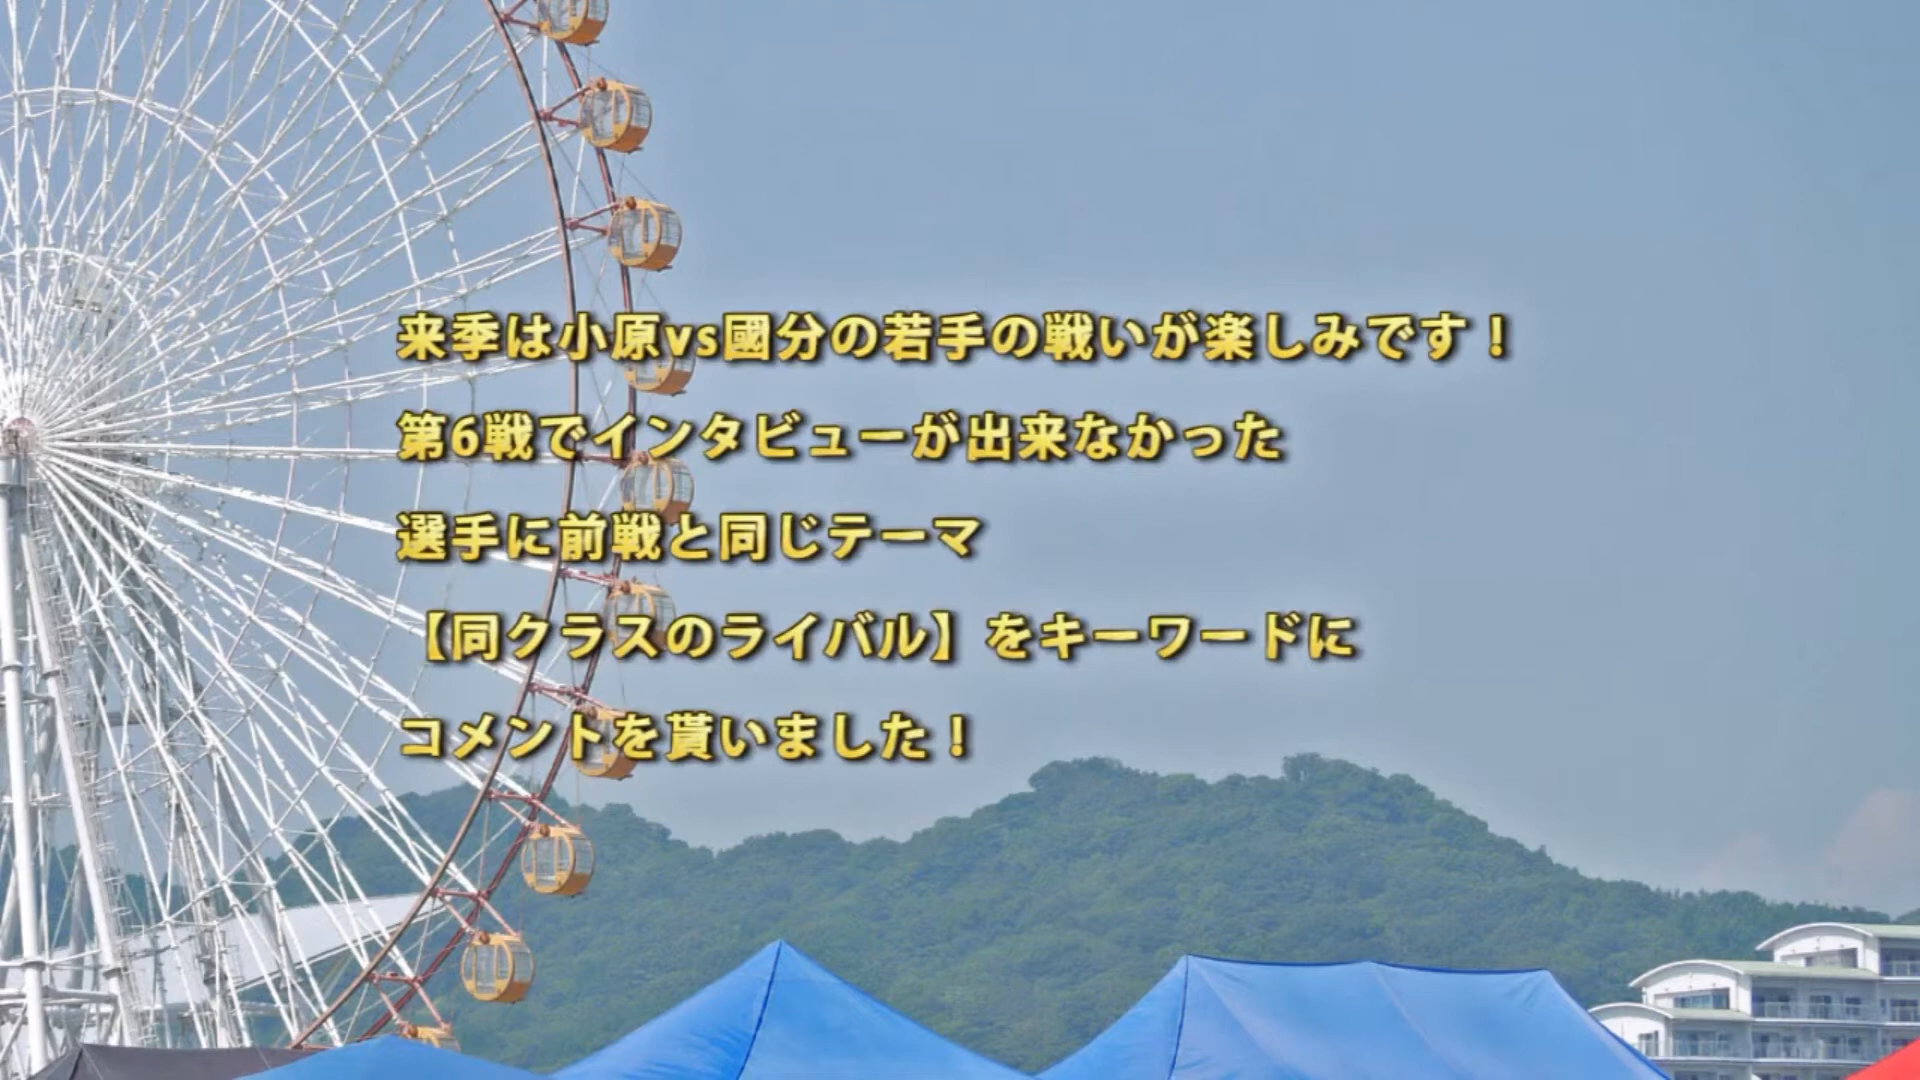 来季は小原vs國分の若手の戦いが楽しみです！
第6戦でインタビューが出来なかった
選手に前戦と同じテーマ
【同クラスのライバル】をキーワードに
コメントを貰いました！